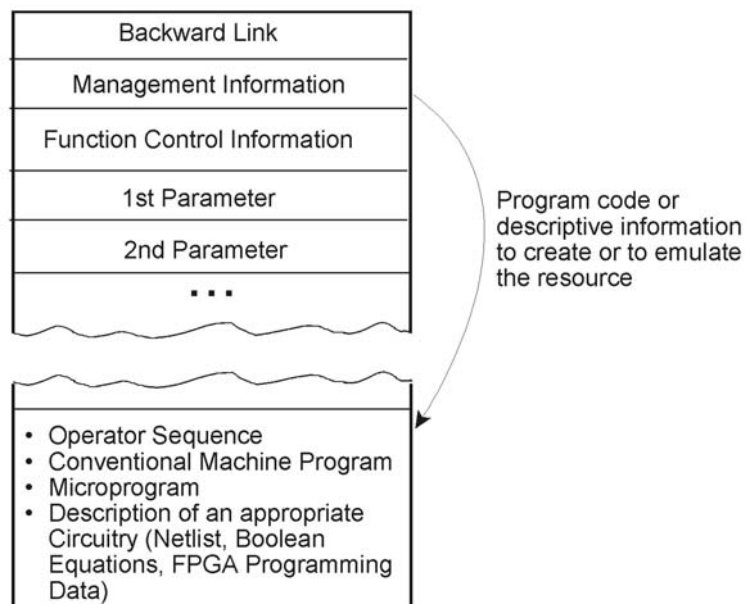 Backward Link
Management Information
Function Control Information
1st Parameter
2nd Parameter
...
Program code or
descriptive information
to create or to emulate
the resource
• Operator Sequence
• Conventional Machine Program
• Microprogram
• Description of an appropriate
Circuitry (Netlist, Boolean
Equations, FPGA Programming
Data)